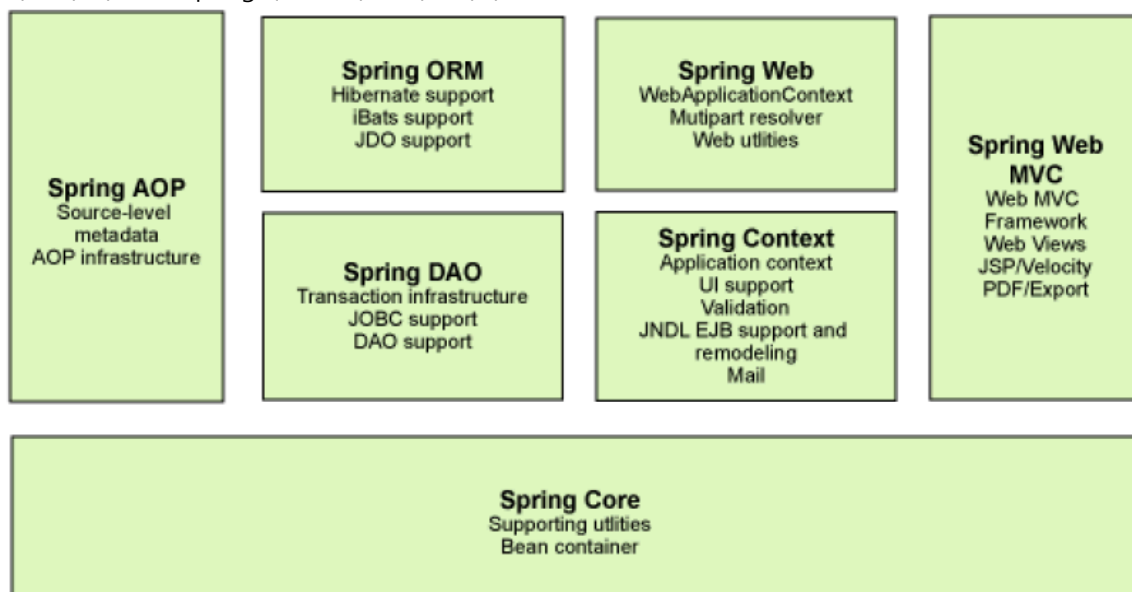 Spring AOP
Source-level
metadata
AOP infrastructure
Spring ORM
Hibernate support
iBats support
JDO support
Spring Web
WebApplicationContext
Mutipart resolver
Web utlities
Spring DAO
Transaction infrastructure
JOBC support
DAO support
Spring Context
Application context
UI support
Validation
JNDL EJB support and
remodeling
Mail
Spring Web
MVC
Web MVC
Framework
Web Views
JSP/Velocity
PDF/Export
Spring Core
Supporting utlities
Bean container